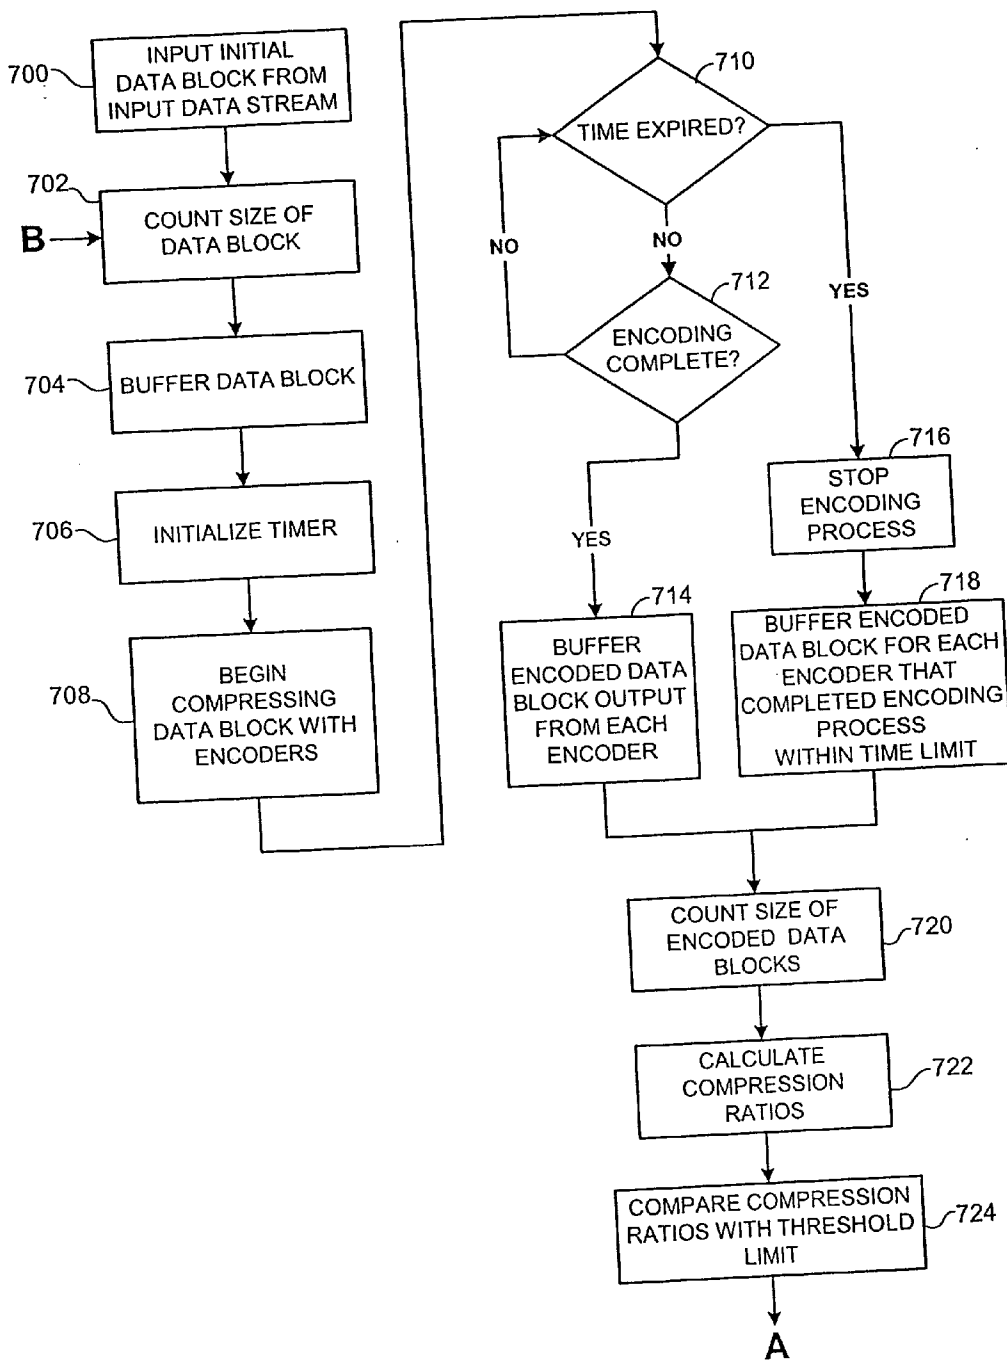 700
INPUT INITIAL
DATA BLOCK FROM
INPUT DATA STREAM
702
B
COUNT SIZE OF
DATA BLOCK
704
BUFFER DATA BLOCK
706
INITIALIZE TIMER
708
BEGIN
COMPRESSING
DATA BLOCK WITH
ENCODERS
710
TIME EXPIRED?
NO
NO
YES
712
ENCODING
COMPLETE?
YES
714
BUFFER
ENCODED DATA
BLOCK OUTPUT
FROM EACH
ENCODER
716
STOP
ENCODING
PROCESS
718
BUFFER ENCODED
DATA BLOCK FOR EACH
ENCODER THAT
COMPLETED ENCODING
PROCESS
WITHIN TIME LIMIT
COUNT SIZE OF
ENCODED DATA
BLOCKS
720
CALCULATE
COMPRESSION
RATIOS
722
COMPARE COMPRESSION
RATIOS WITH THRESHOLD
LIMIT
724
A